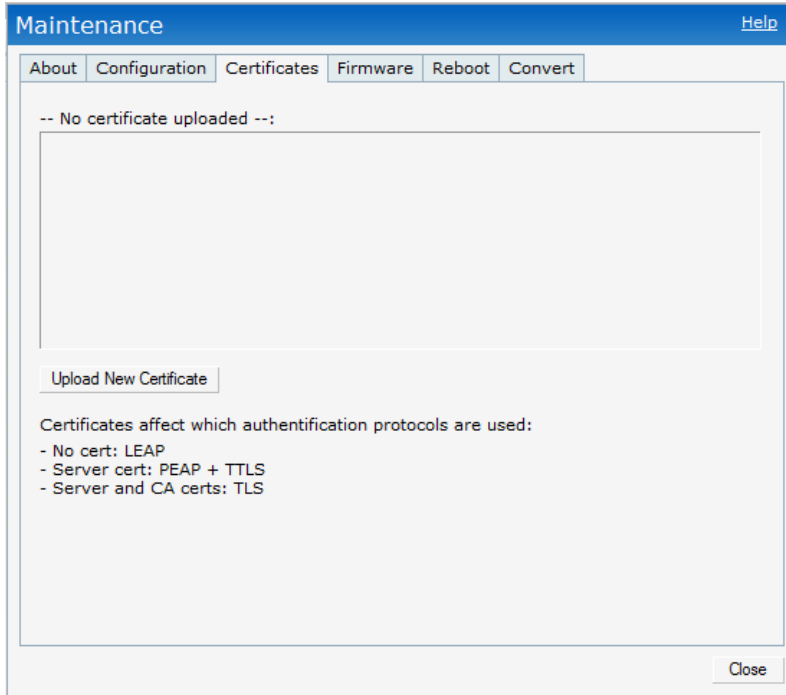 Maintenance
Help
About Configuration Certificates Firmware Reboot Convert
-- No certificate uploaded --:
Upload New Certificate
Certificates affect which authentification protocols are used:
- No cert: LEAP
- Server cert: PEAP + TTLS
- Server and CA certs: TLS
Close